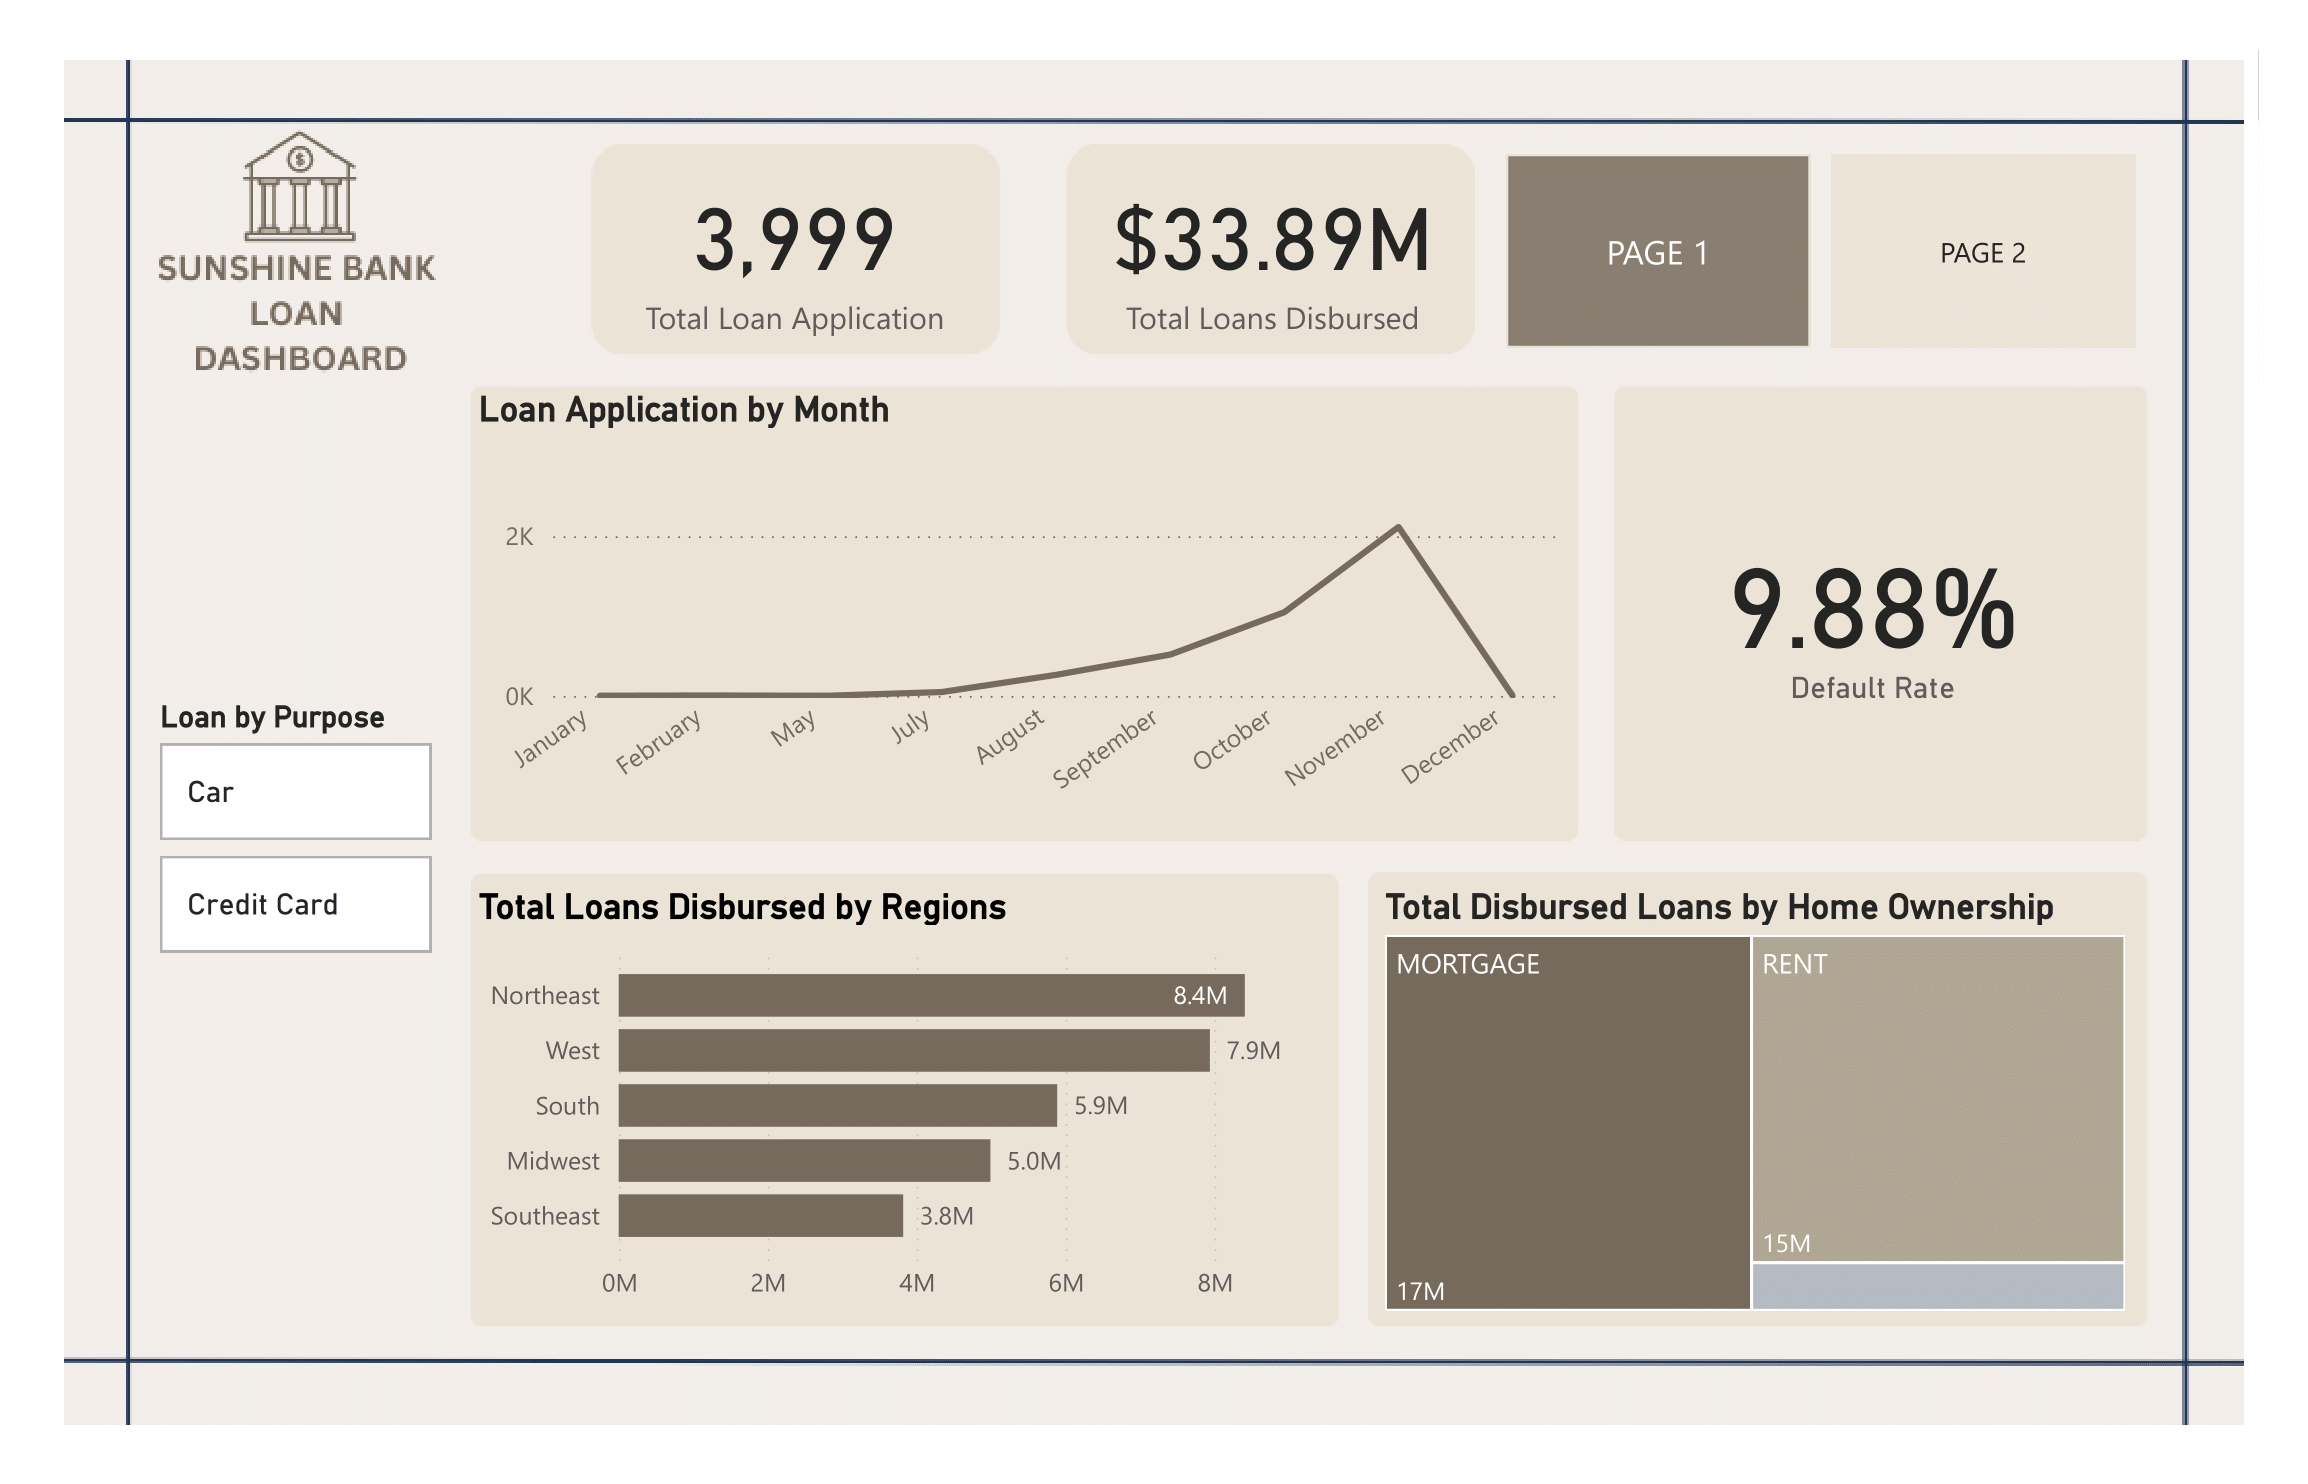 SUNSHINE BANK
LOAN
DASHBOARD
3,999
Total Loan Application
$33.89M
Total Loans Disbursed
PAGE 1
PAGE 2
Loan Application by Month
2K
0K
January
February
May
July
August
September
October
November
December
9.88%
Default Rate
Loan by Purpose
Car
Credit Card
Total Loans Disbursed by Regions
Northeast
8.4M
West
7.9M
South
5.9M
Midwest
5.0M
Southeast
3.8M
0M
2M
4M
6M
8M
Total Disbursed Loans by Home Ownership
MORTGAGE
17M
RENT
15M